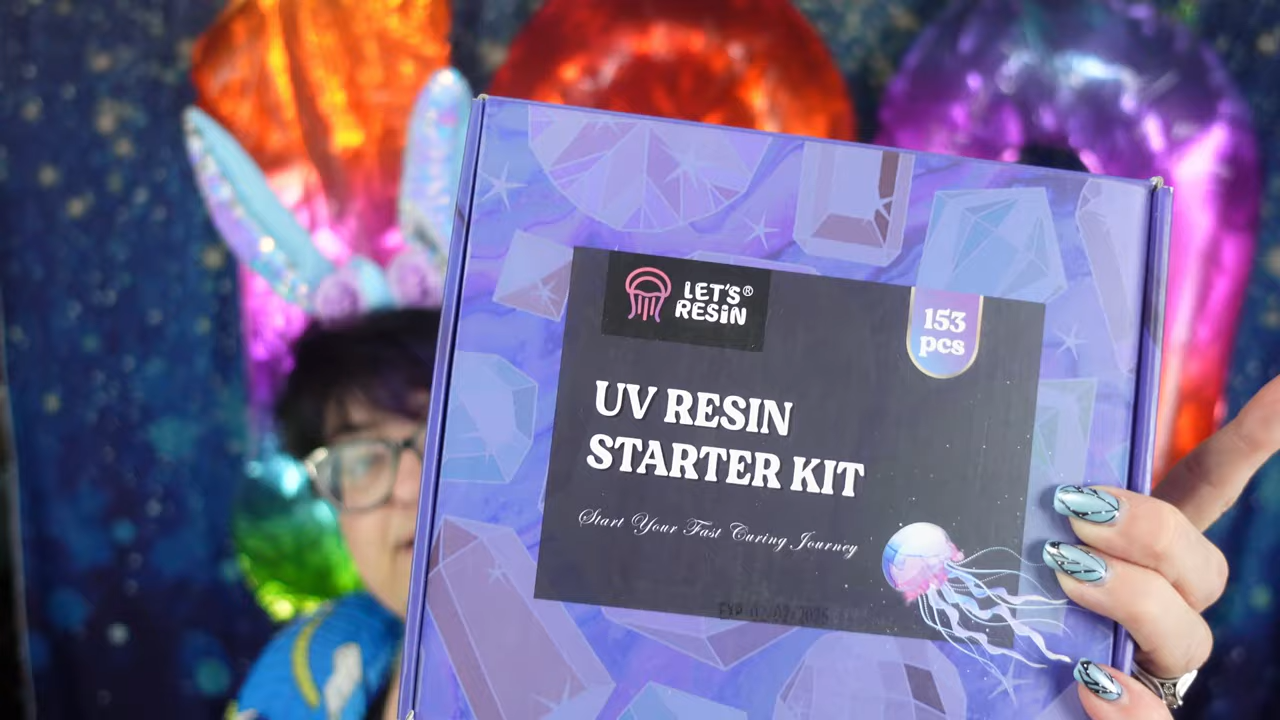 LET'S®
RESIN
153
pcs
UV RESIN
STARTER KIT
Start Your Fast Curing Journey